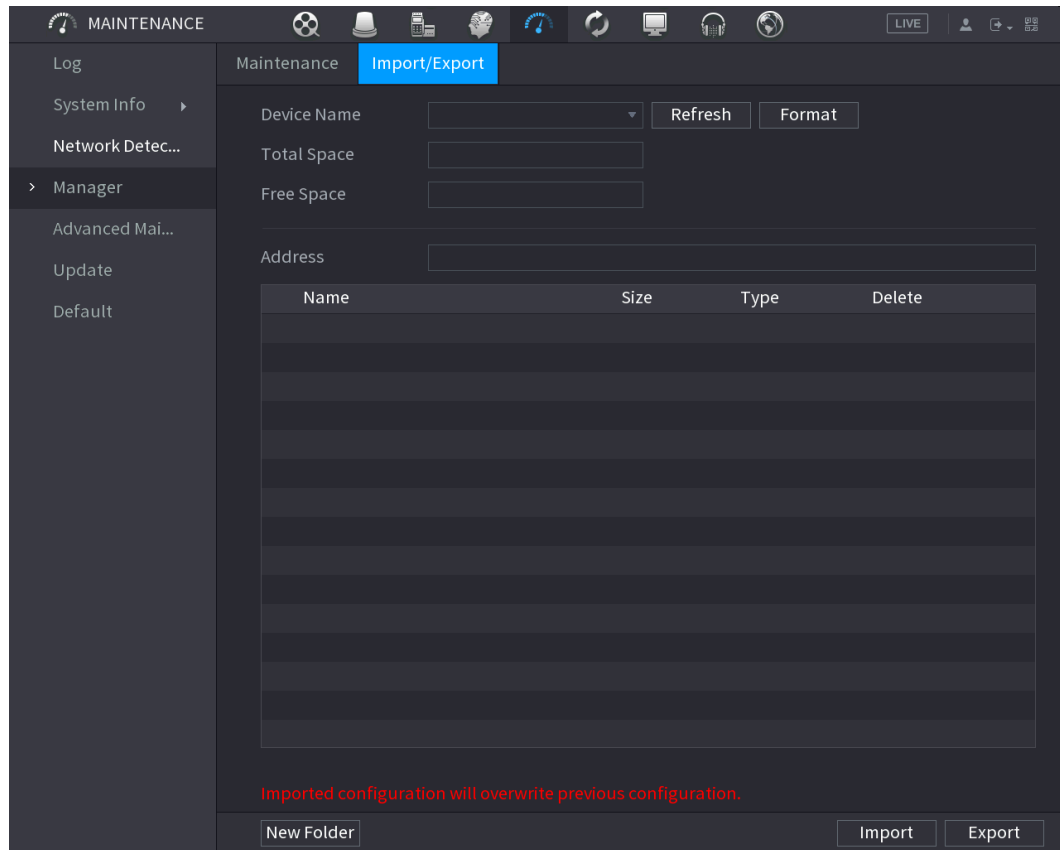 MAINTENANCE
LIVE
Log
System Info
Network Detec...
Manager
Advanced Mai...
Update
Default
Maintenance Import/Export
Device Name Refresh Format
Total Space
Free Space
Address
Name Size Type Delete
Imported configuration will overwrite previous configuration.
New Folder Import Export